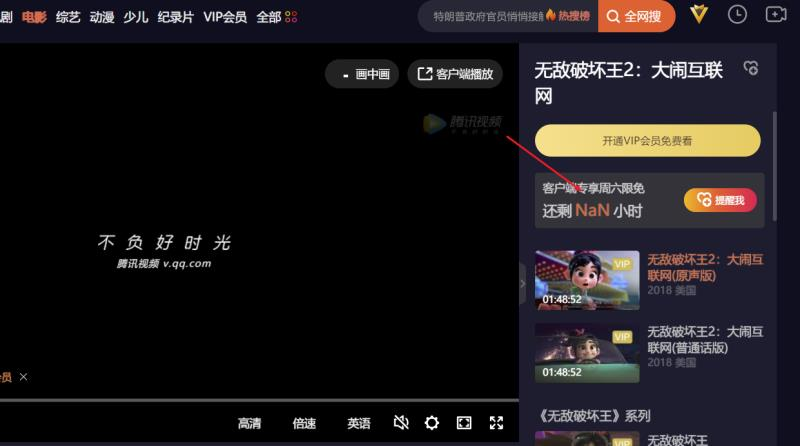 剧 电影 综艺 动漫 少儿 纪录片 VIP会员 全部 特朗普政府官员悄悄接触 热搜榜 全网搜
画中画 客户端播放
腾讯视频
不负好时光
无敌破坏王2：大闹互联
网
开通VIP会员免费看
客户端专享周六限免
还剩 NaN 小时 提醒我
不负好时光
腾讯视频 v.qq.com
VIP
01:48:52
无敌破坏王2：大闹互
联网(原声版)
2018 美国
VIP
01:48:52
无敌破坏王2：大闹互
联网(普通话版)
2018 美国
会员
高清 倍速 英语
《无敌破坏王》系列
VIP
无敌破坏王